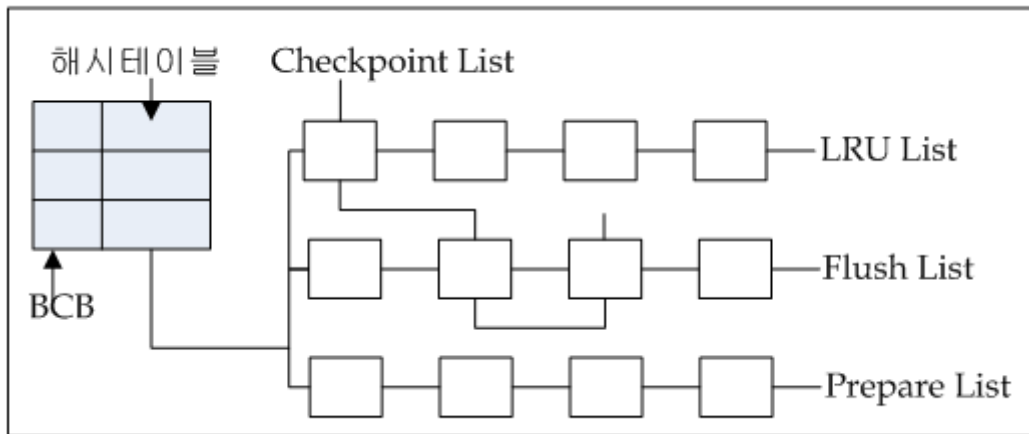 해시테이블
Checkpoint List
LRU List
Flush List
BCB
Prepare List